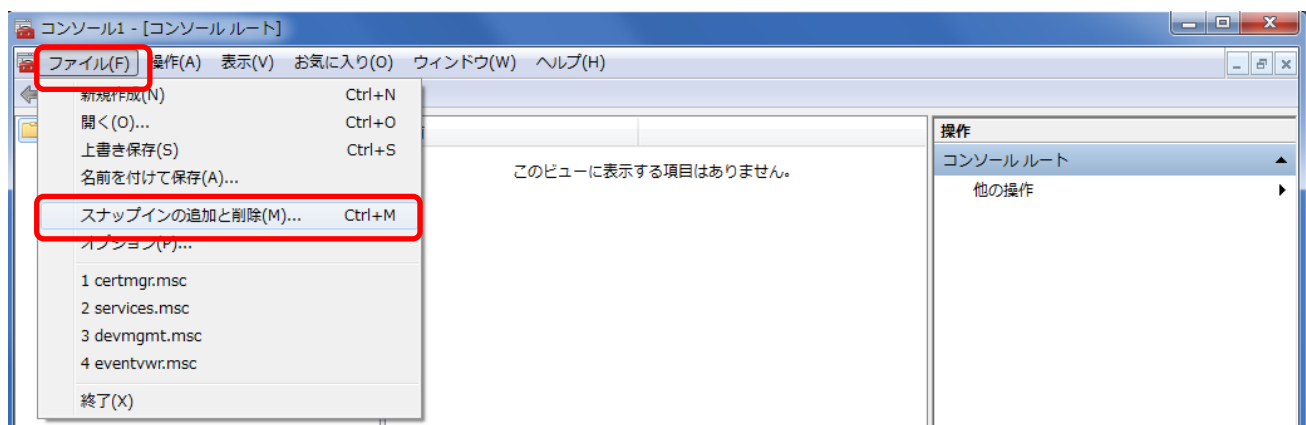 コンソール1 - [コンソール ルート]
ファイル(F) 操作(A) 表示(V) お気に入り(O) ウィンドウ(W) ヘルプ(H)
新規作成(N) Ctrl+N
開く(O)... Ctrl+O
上書き保存(S) Ctrl+S
名前を付けて保存(A)...
スナップインの追加と削除(M)... Ctrl+M
オプション(P)...
1 certmgr.msc
2 services.msc
3 devmgmt.msc
4 eventvwr.msc
終了(X)
このビューに表示する項目はありません。
操作
コンソール ルート
他の操作